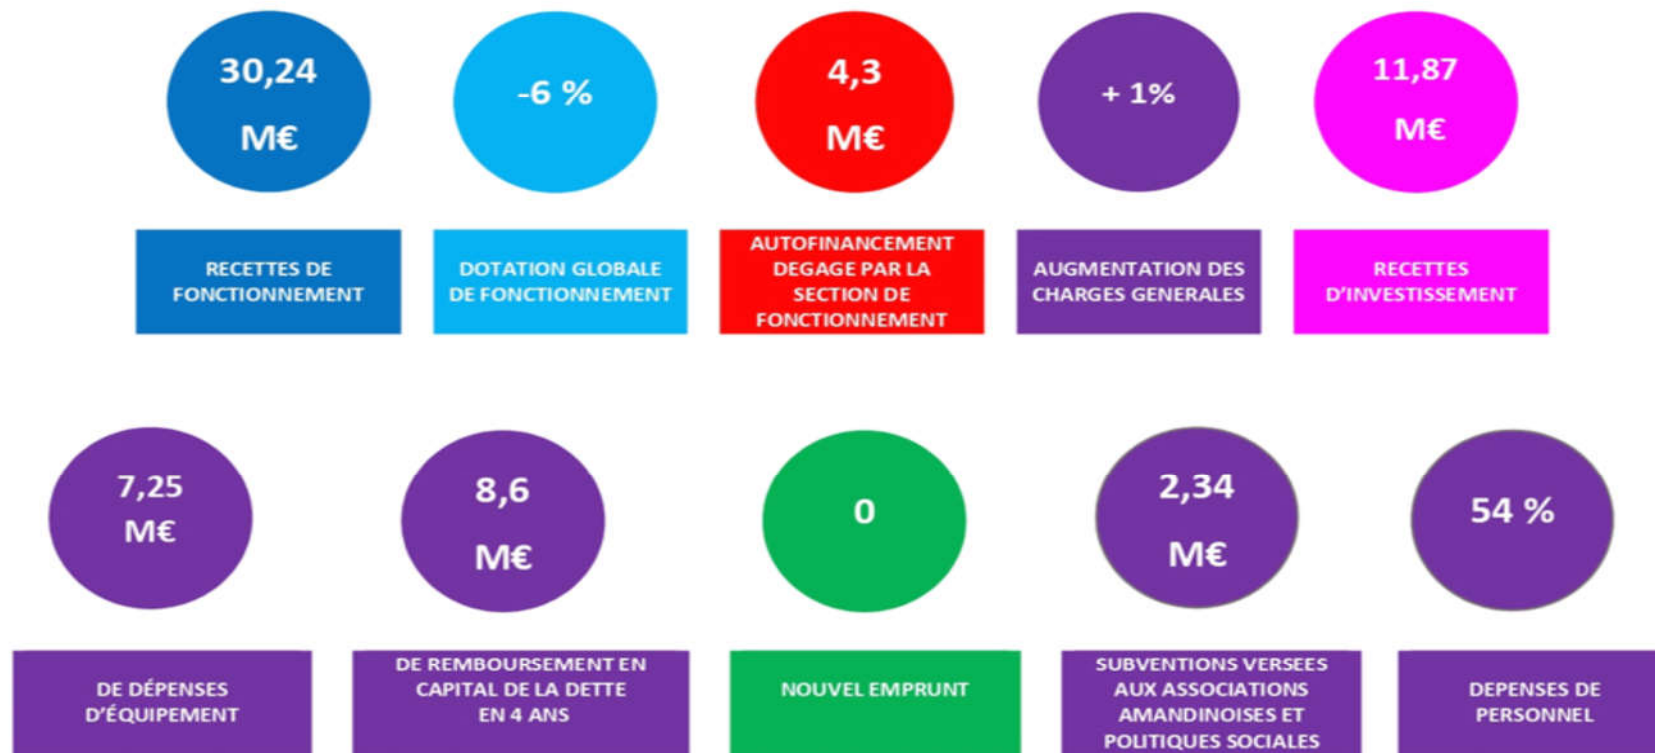 30,24
M€
RECETTES DE
FONCTIONNEMENT
-6 %
DOTATION GLOBALE
DE FONCTIONNEMENT
4,3
M€
AUTOFINANCEMENT
DEGAGE PAR LA
SECTION DE
FONCTIONNEMENT
+ 1%
AUGMENTATION DES
CHARGES GENERALES
11,87
M€
RECETTES
D’INVESTISSEMENT
7,25
M€
DE DÉPENSES
D’ÉQUIPEMENT
8,6
M€
DE REMBOURSEMENT EN
CAPITAL DE LA DETTE
EN 4 ANS
0
NOUVEL EMPRUNT
2,34
M€
SUBVENTIONS VERSEES
AUX ASSOCIATIONS
AMANDINOISES ET
POLITIQUES SOCIALES
54 %
DEPENSES DE
PERSONNEL